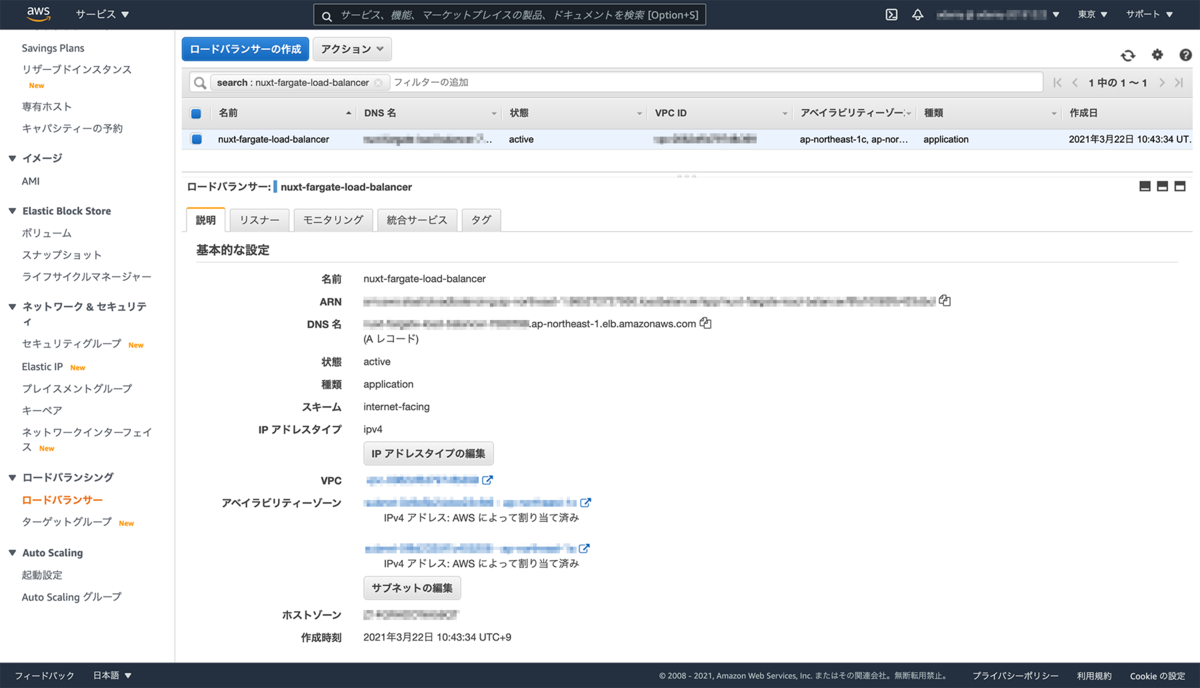 aws
サービス ▼
サービス、機能、マーケットプレイスの製品、ドキュメントを検索 [Option+S]
東京 ▼
サポート ▼
Savings Plans
リザーブドインスタンス
New
専有ホスト
キャパシティーの予約
▼ イメージ
AMI
▼ Elastic Block Store
ボリューム
スナップショット
ライフサイクルマネージャー
▼ ネットワーク & セキュリテ
ィ
セキュリティグループ New
Elastic IP New
プレイスメントグループ
キーペア
ネットワークインターフェイ
ス New
▼ ロードバランシング
ロードバランサー
ターゲットグループ New
▼ Auto Scaling
起動設定
Auto Scaling グループ
ロードバランサーの作成
アクション
search : nuxt-fargate-load-balancer
フィルターの追加
1 中の 1 〜 1
名前 DNS 名 状態 VPC ID アベイラビリティーゾー: 種類 作成日
nuxt-fargate-load-balancer active ap-northeast-1c, ap-nor... application 2021年3月22日 10:43:34 UT.
ロードバランサー: nuxt-fargate-load-balancer
説明 リスナー モニタリング 統合サービス タグ
基本的な設定
名前 nuxt-fargate-load-balancer
ARN
DNS 名 .ap-northeast-1.elb.amazonaws.com
(A レコード)
状態 active
種類 application
スキーム internet-facing
IP アドレスタイプ ipv4
IP アドレスタイプの編集
VPC
アベイラビリティーゾーン
IPv4 アドレス: AWS によって割り当て済み
IPv4 アドレス: AWS によって割り当て済み
サブネットの編集
ホストゾーン
作成時刻 2021年3月22日 10:43:34 UTC+9
フィードバック 日本語 ▼
© 2008 - 2021, Amazon Web Services, Inc. またはその関連会社。無断転用禁止。 プライバシーポリシー 利用規約 Cookie の設定